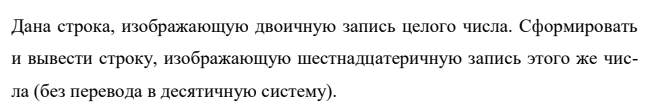 Дана строка, изображающую двоичную запись целого числа. Сформировать
и вывести строку, изображающую шестнадцатеричную запись этого же чис-
ла (без перевода в десятичную систему).